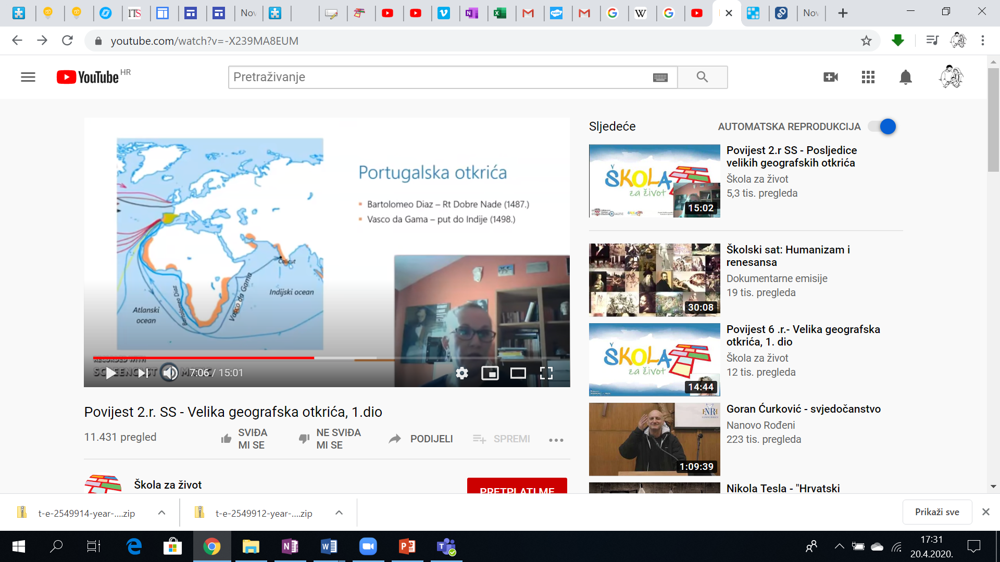 Nov
ITS
Nov
youtube.com/watch?v=-X239MA8EUM
YouTube HR
Pretraživanje
Portugalska otkrića
Bartolomeo Diaz – Rt Dobre Nade (1487.)
Vasco da Gama – put do Indije (1498.)
Calicut
Indijski ocean
Atlanski
ocean
Bartolomeo Diaz
Vasco da Gama
RECORDED WITH
7:06 / 15:01
Povijest 2.r. SS - Velika geografska otkrića, 1.dio
11.431 pregled
SVIĐA
MI SE
NE SVIĐA
MI SE
PODIJELI
SPREMI
Škola za život
PRETPLATI ME
Sljedeće
AUTOMATSKA REPRODUKCIJA
ŠKOLA
za život
15:02
Povijest 2.r SS - Posljedice
velikih geografskih otkrića
Škola za život
5,3 tis. pregleda
30:08
Školski sat: Humanizam i
renesansa
Dokumentarne emisije
19 tis. pregleda
ŠKOLA
za život
14:44
Povijest 6 .r.- Velika geografska
otkrića, 1. dio
Škola za život
12 tis. pregleda
1:09:39
Goran Ćurković - svjedočanstvo
Nanovo Rođeni
223 tis. pregleda
Nikola Tesla - "Hrvatski
t-e-2549914-year-....zip
t-e-2549912-year-....zip
Prikaži sve
17:31
20.4.2020.